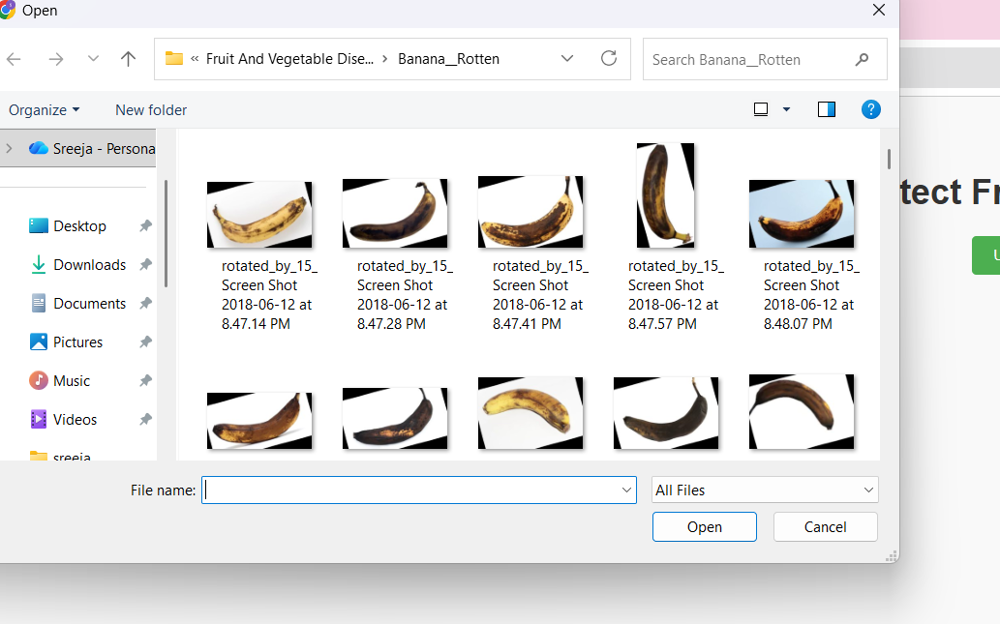 Open
« Fruit And Vegetable Dise... › Banana__Rotten
Search Banana__Rotten
Organize
New folder
?
Sreeja - Persona
Desktop
Downloads
Documents
Pictures
Music
Videos
sreeja
rotated_by_15_
Screen Shot
2018-06-12 at
8.47.14 PM
rotated_by_15_
Screen Shot
2018-06-12 at
8.47.28 PM
rotated_by_15_
Screen Shot
2018-06-12 at
8.47.41 PM
rotated_by_15_
Screen Shot
2018-06-12 at
8.47.57 PM
rotated_by_15_
Screen Shot
2018-06-12 at
8.48.07 PM
tect Fr
U
File name:
All Files
Open
Cancel